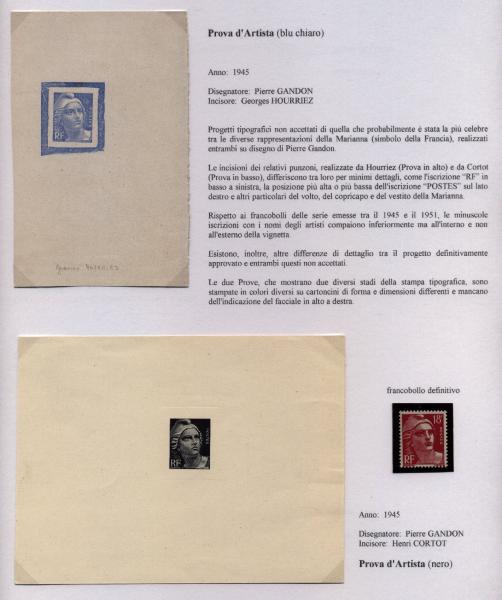 Prova d'Artista (blu chiaro)
Anno: 1945
Disegnatore: Pierre GANDON
Incisore: Georges HOURRIEZ
Progetti tipografici non accettati di quella che probabilmente è stata la più celebre
tra le diverse rappresentazioni della Marianna (simbolo della Francia), realizzati
entrambi su disegno di Pierre Gandon.
Le incisioni dei relativi punzoni, realizzate da Hourriez (Prova in alto) e da Cortot
(Prova in basso), differiscono tra loro per minimi dettagli, come l'iscrizione "RF" in
basso a sinistra, la posizione più alta o più bassa dell'iscrizione "POSTES" sul lato
destro e altri particolari del volto, del copricapo e del vestito della Marianna.
Rispetto ai francobolli delle serie emesse tra il 1945 e il 1951, le minuscole
iscrizioni con i nomi degli artisti compaiono inferiormente ma all'interno e non
all'esterno della vignetta.
Esistono, inoltre, altre differenze di dettaglio tra il progetto definitivamente
approvato e entrambi questi non accettati.
Le due Prove, che mostrano due diversi stadi della stampa tipografica, sono
stampate in colori diversi su cartoncini di forma e dimensioni differenti e mancano
dell'indicazione del facciale in alto a destra.
RF
RF
francobollo definitivo
18F
RF
Anno: 1945
Disegnatore: Pierre GANDON
Incisore: Henri CORTOT
Prova d'Artista (nero)